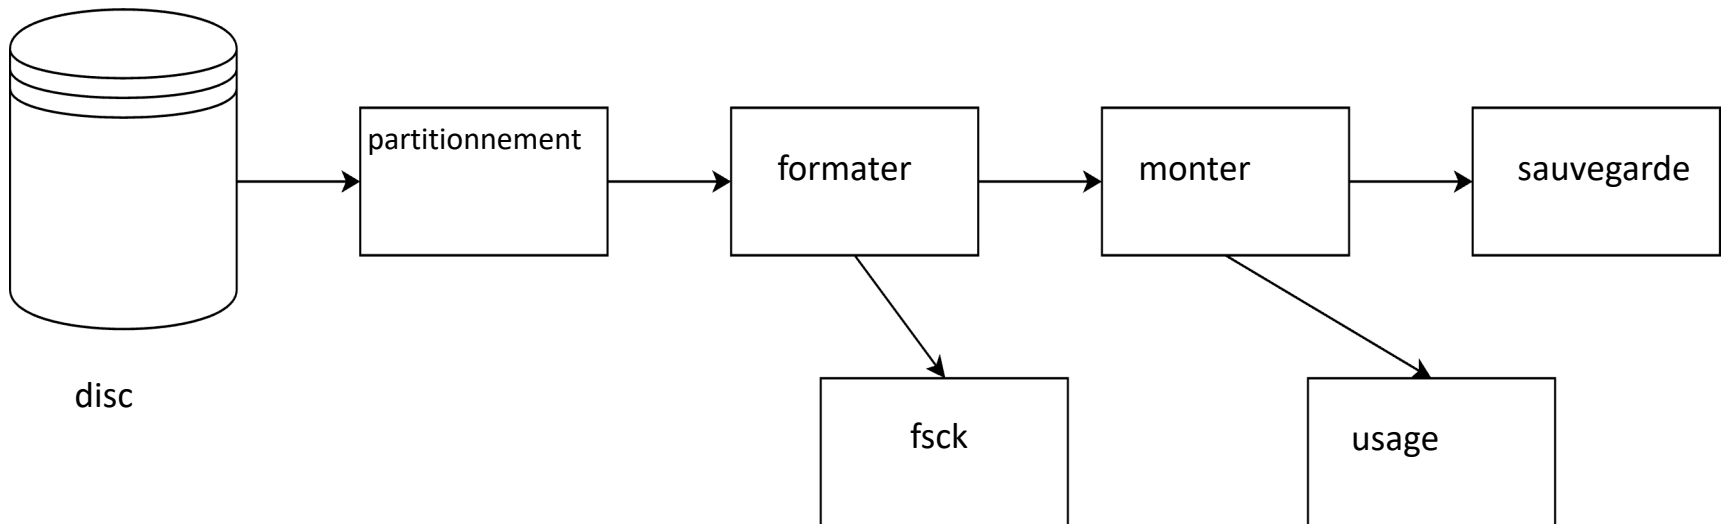 partitionnement
formater
monter
sauvegarde
disc
fsck
usage